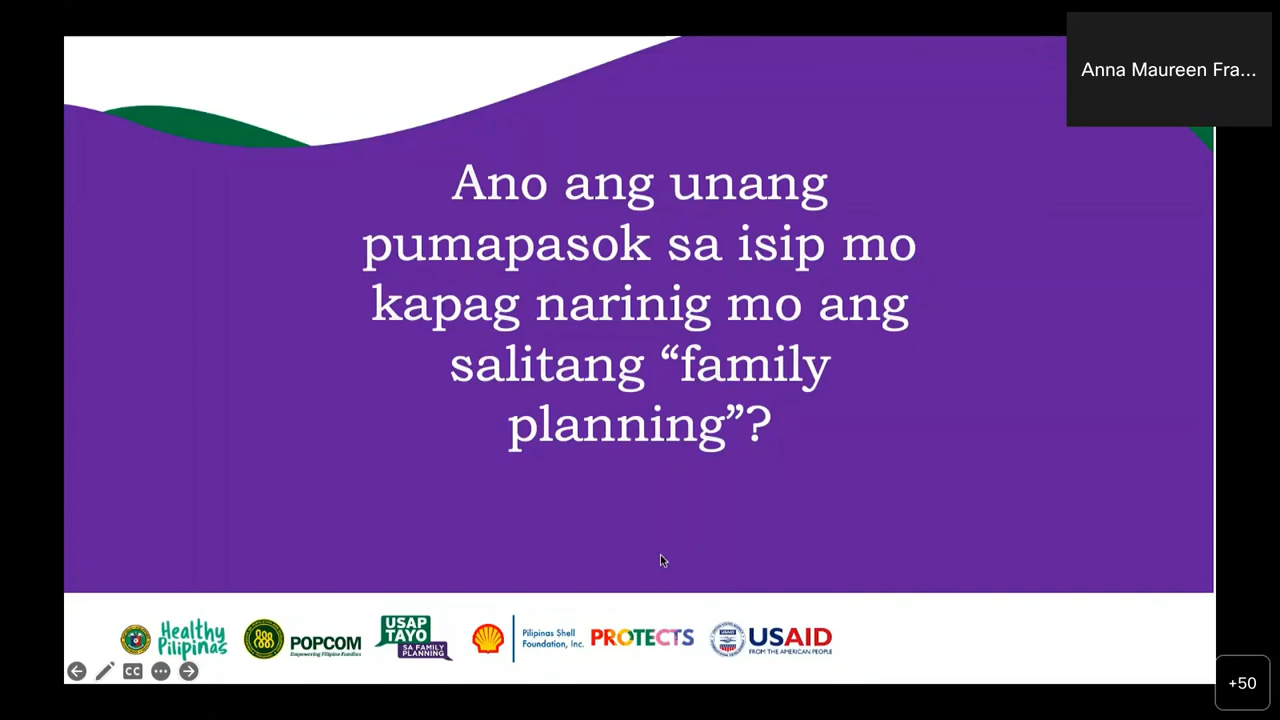 Anna Maureen Fra...
Ano ang unang
pumapasok sa isip mo
kapag narinig mo ang
salitang “family
planning”?
Healthy
Pilipinas
POPCOM
Empowering Filipino Families
USAP
TAYO
SA FAMILY
PLANNING
Pilipinas Shell
Foundation, Inc.
PROTECTS
USAID
USAID
FROM THE AMERICAN PEOPLE
CC
+50